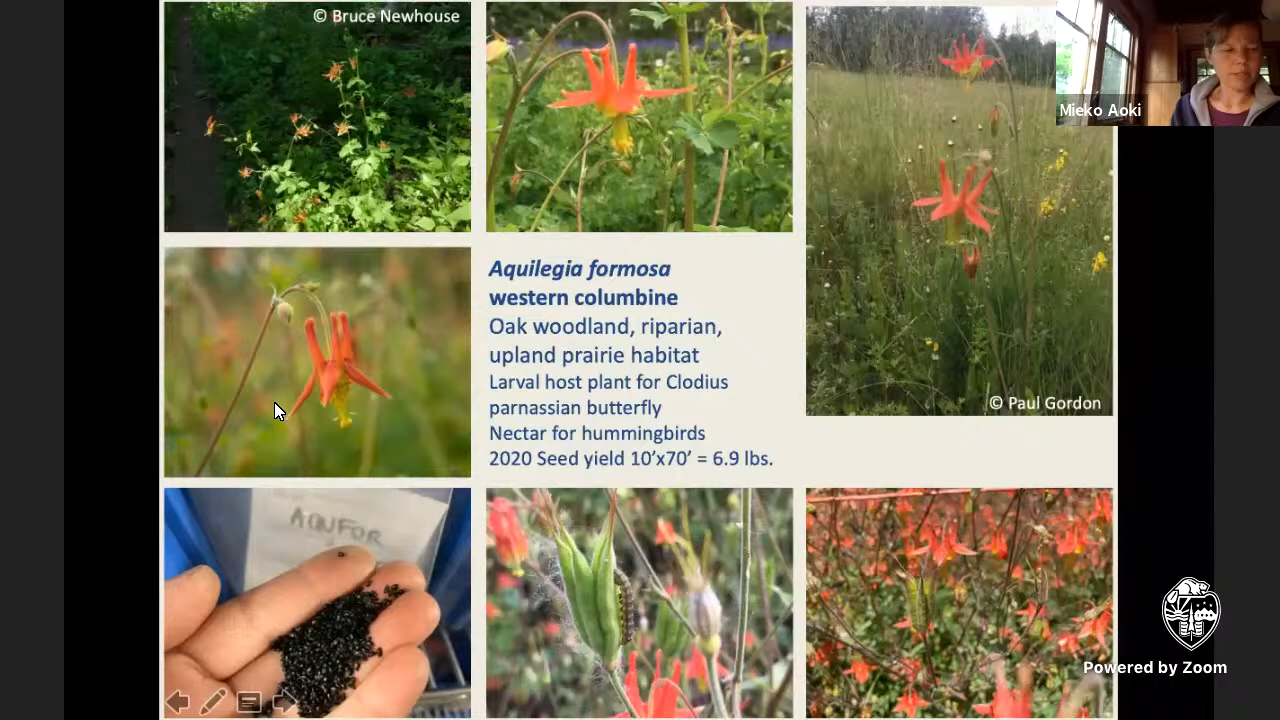 © Bruce Newhouse
Mieko Aoki
Aquilegia formosa
western columbine
Oak woodland, riparian,
upland prairie habitat
Larval host plant for Clodius
parnassian butterfly
Nectar for hummingbirds
2020 Seed yield 10’x70’ = 6.9 lbs.
© Paul Gordon
AQUFOR
Powered by Zoom